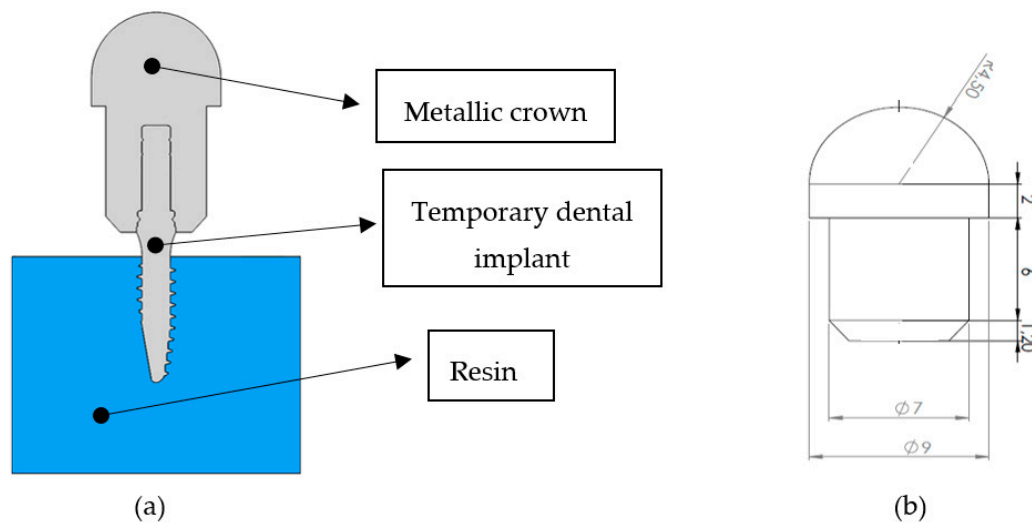 Metallic crown
Temporary dental
implant
Resin
(a)
R4,50
2
6
1,20
Ø7
Ø9
(b)